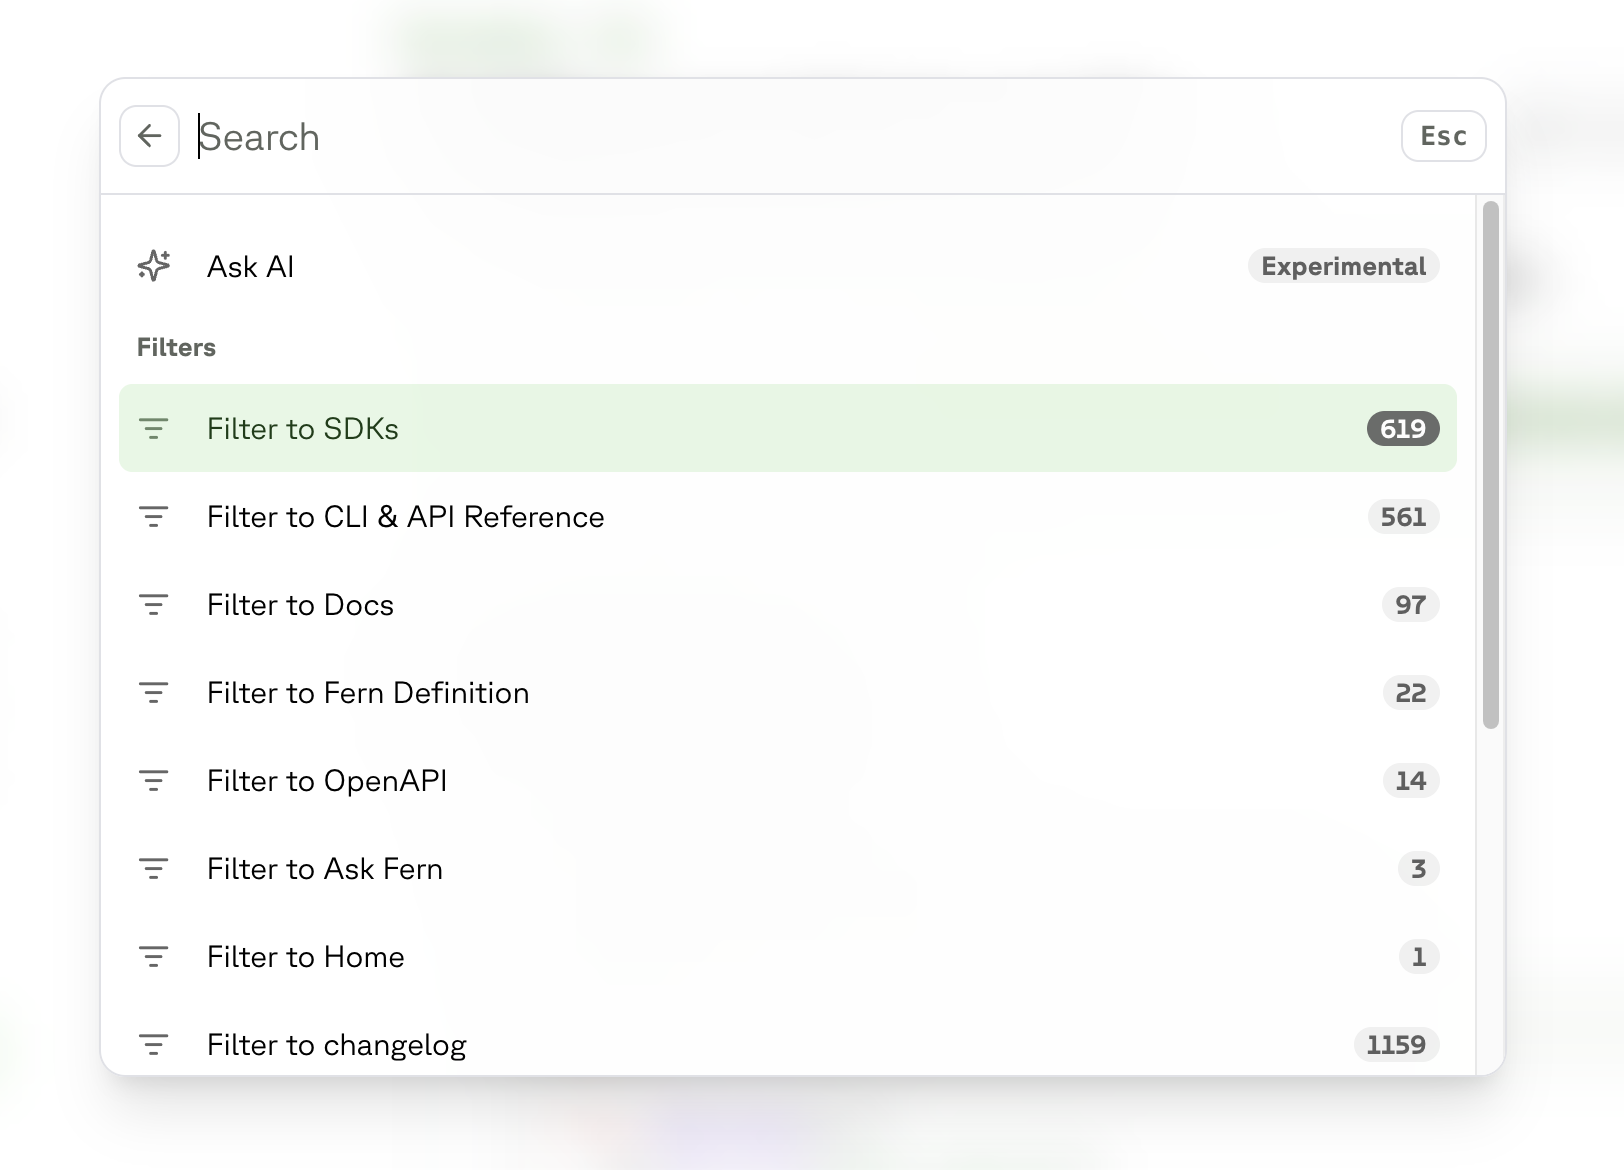 Search
Esc
Ask AI
Experimental
Filters
Filter to SDKs
619
Filter to CLI & API Reference
561
Filter to Docs
97
Filter to Fern Definition
22
Filter to OpenAPI
14
Filter to Ask Fern
3
Filter to Home
1
Filter to changelog
1159